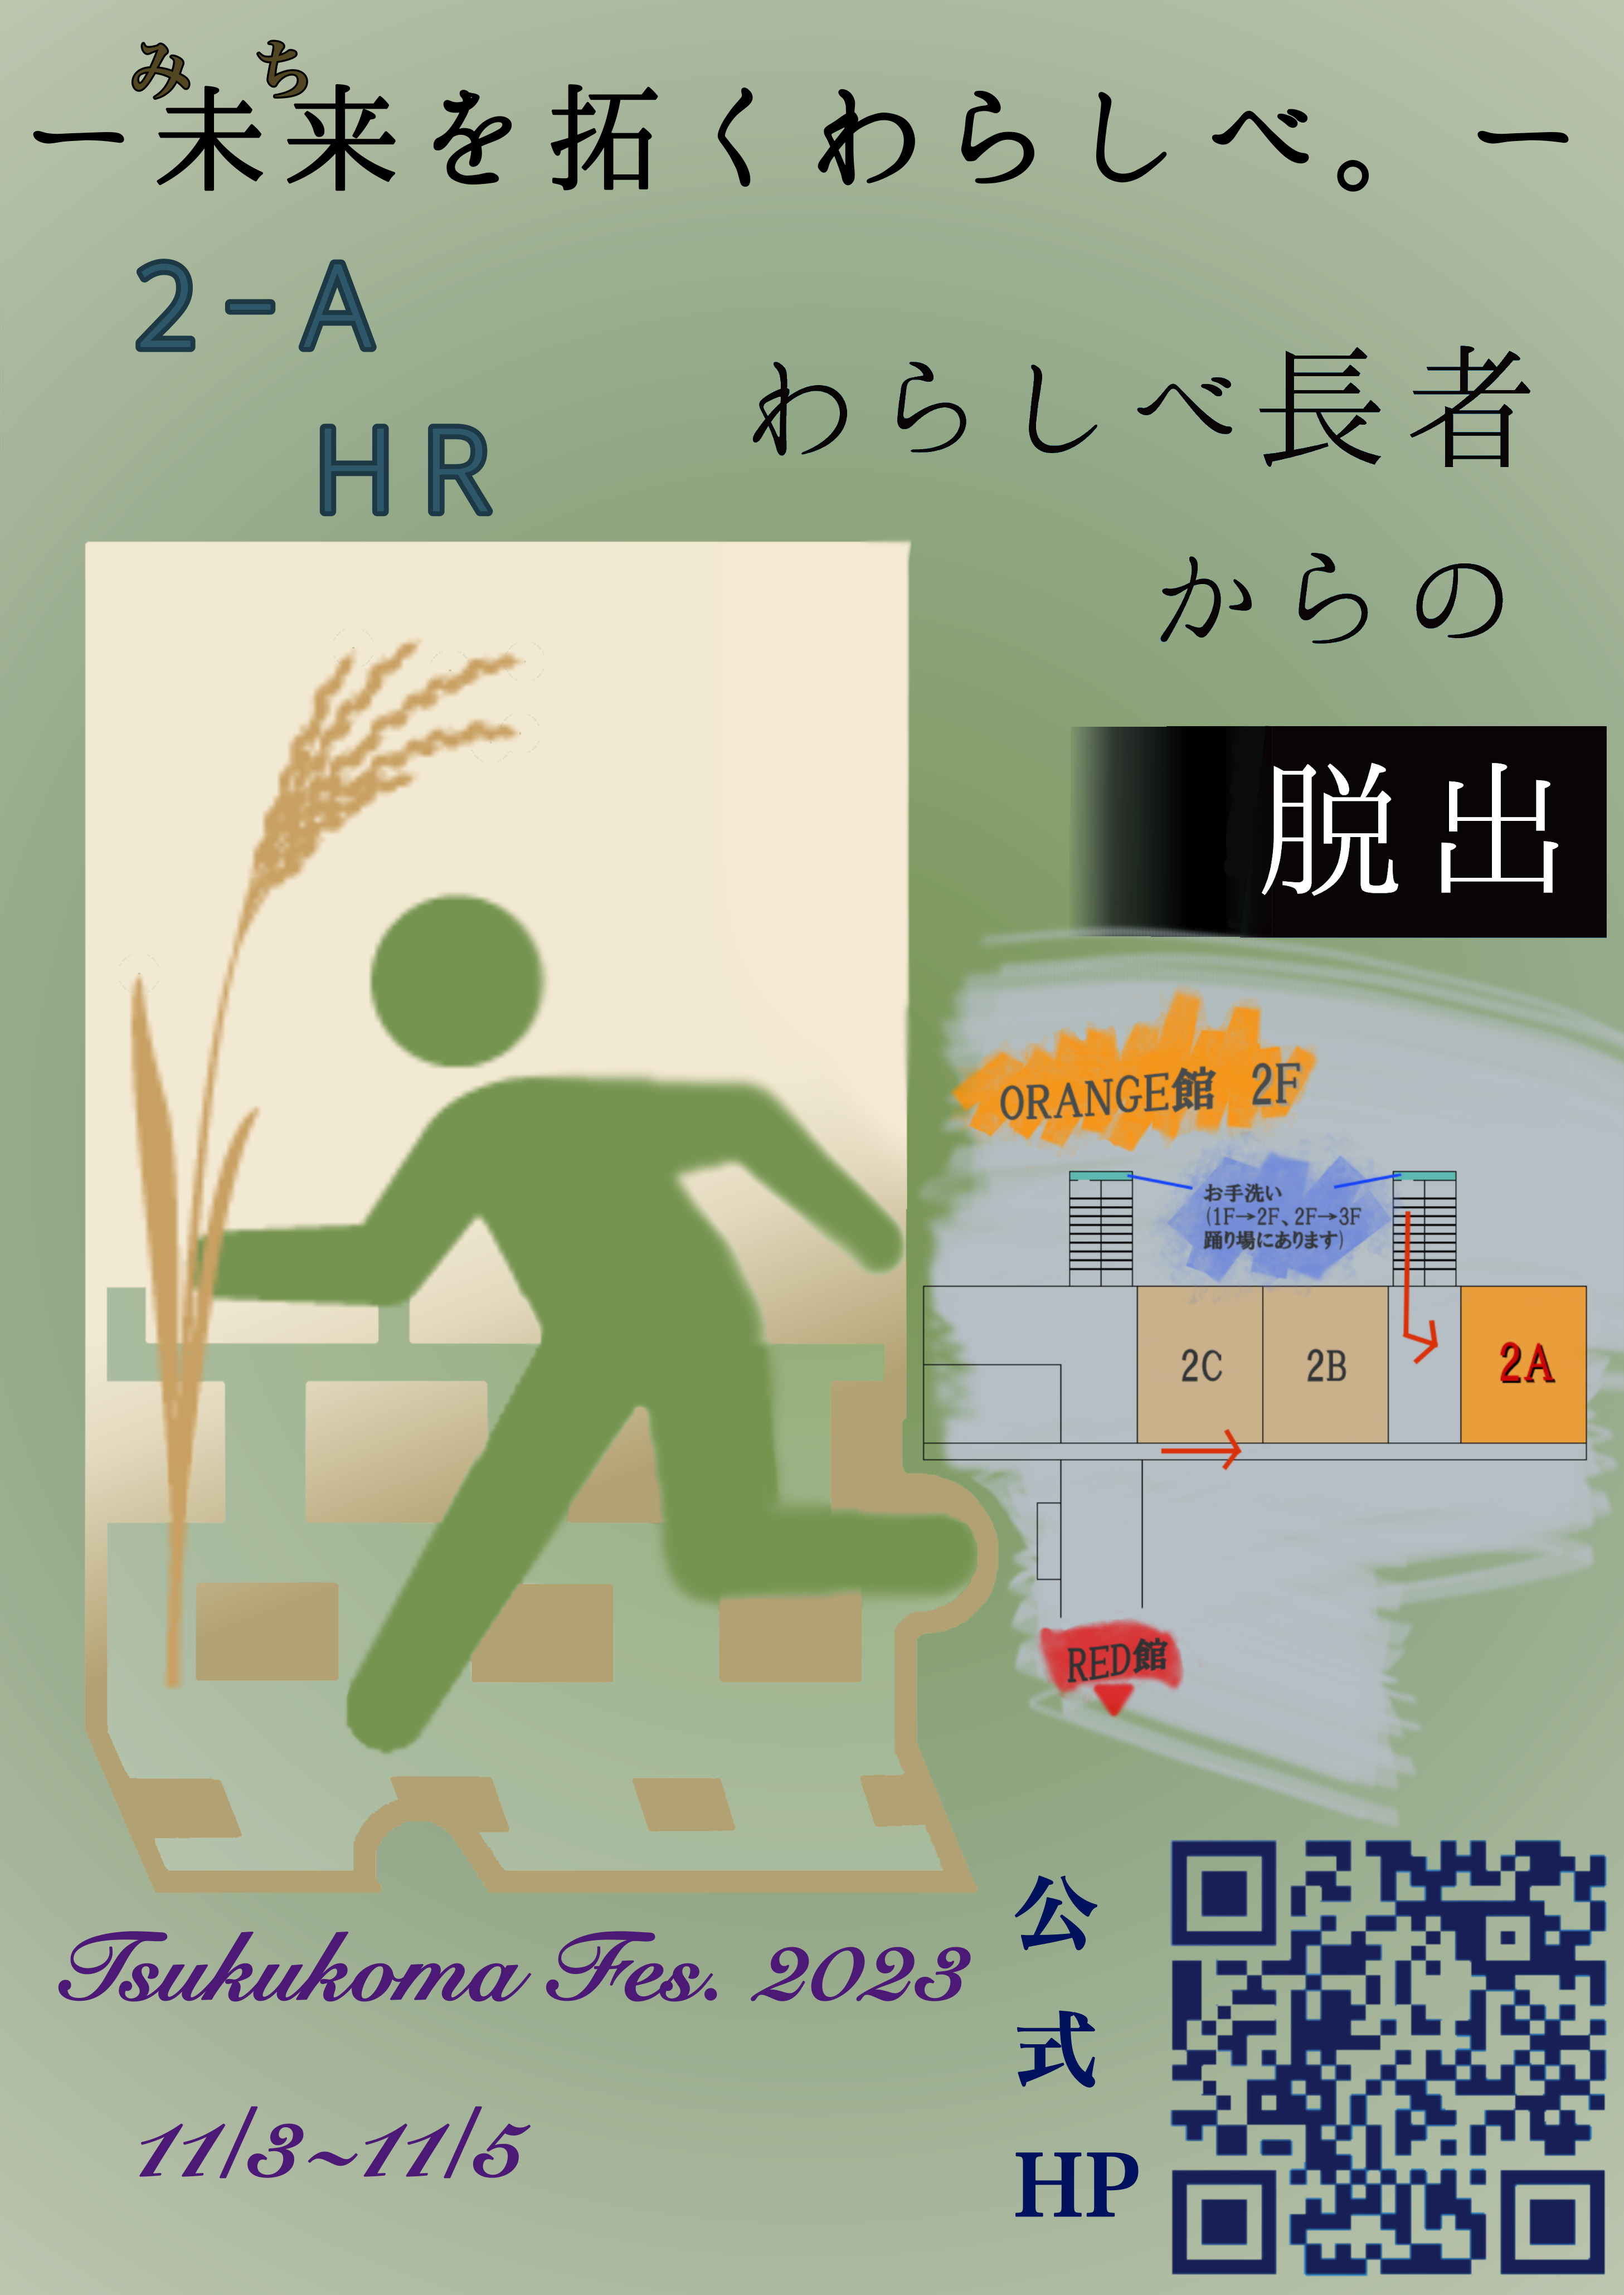 みち
ー未来を拓くわらしべ。ー
2-A
HR
わらしべ長者
からの
脱出
ORANGE館 2F
お手洗い
(1F→2F、2F→3F
踊り場にあります)
2C
2B
2A
RED館
Tsukukoma Fes. 2023
11/3~11/5
公式HP